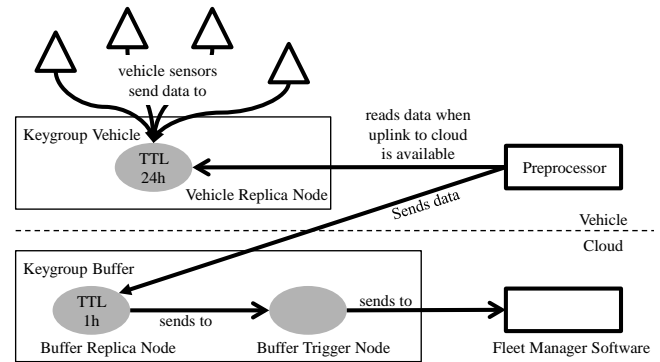 vehicle sensors
send data to
Keygroup Vehicle
TTL
24h
Vehicle Replica Node
reads data when
uplink to cloud
is available
Preprocessor
Sends data
Vehicle
Cloud
Keygroup Buffer
TTL
1h
sends to
sends to
Buffer Replica Node
Buffer Trigger Node
Fleet Manager Software